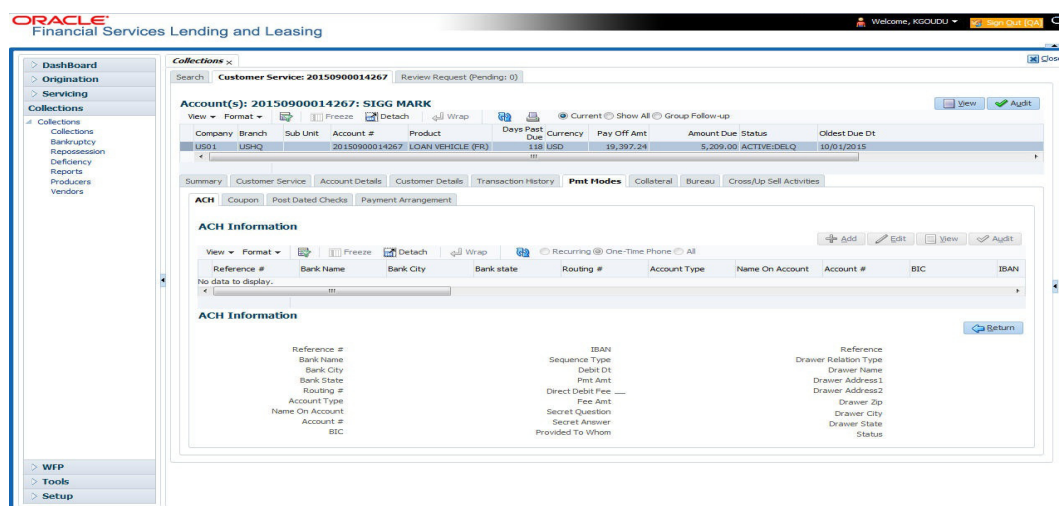 ORACLE
Financial Services Lending and Leasing
Welcome, KGOUDU
Sign Out [QA]
DashBoard
Origination
Servicing
Collections
Collections
Collections
Bankruptcy
Repossession
Deficiency
Reports
Producers
Vendors
WFP
Tools
Setup
Collections x
Close
Search Customer Service: 20150900014267 Review Request (Pending: 0)
Account(s): 20150900014267: SIGG MARK
View Audit
View Format Freeze Detach Wrap Current Show All Group Follow-up
Company Branch Sub Unit Account # Product Days Past Due Currency Pay Off Amt Amount Due Status Oldest Due Dt
US01 USHQ 20150900014267 LOAN VEHICLE (FR) 118 USD 19,397.24 5,209.00 ACTIVE:DELQ 10/01/2015
Summary Customer Service Account Details Customer Details Transaction History Pmt Modes Collateral Bureau Cross/Up Sell Activities
ACH Coupon Post Dated Checks Payment Arrangement
ACH Information
Add Edit View Audit
View Format Freeze Detach Wrap Recurring One-Time Phone All
Reference # Bank Name Bank City Bank state Routing # Account Type Name On Account Account # BIC IBAN
No data to display.
ACH Information
Return
Reference # IBAN Reference
Bank Name Sequence Type Drawer Relation Type
Bank City Debit Dt Drawer Name
Bank State Pmt Amt Drawer Address1
Routing # Direct Debit Fee Drawer Address2
Account Type Fee Amt Drawer Zip
Name On Account Secret Question Drawer City
Account # Secret Answer Drawer State
BIC Provided To Whom Status